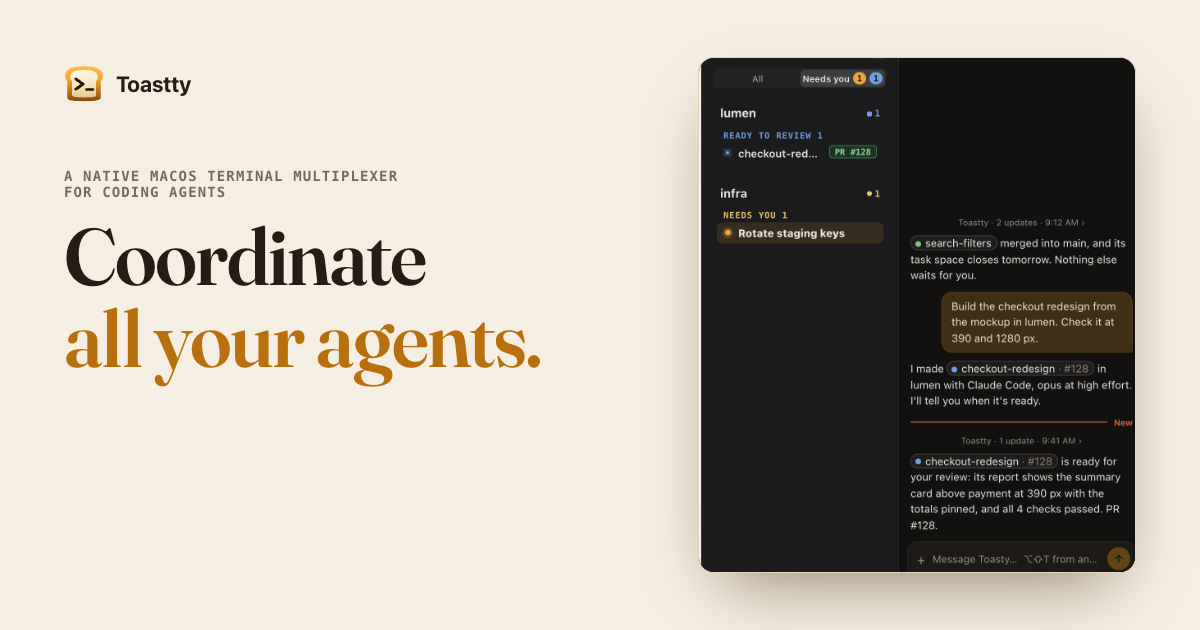 Toastty
A NATIVE MACOS TERMINAL MULTIPLEXER
FOR CODING AGENTS
Coordinate
all your agents.
All
Needs you 1 1
lumen 1
READY TO REVIEW 1
checkout-red... PR #128
infra 1
NEEDS YOU 1
Rotate staging keys
Toastty · 2 updates · 9:12 AM ›
search-filters merged into main, and its
task space closes tomorrow. Nothing else
waits for you.
Build the checkout redesign from
the mockup in lumen. Check it at
390 and 1280 px.
I made checkout-redesign · #128 in
lumen with Claude Code, opus at high effort.
I'll tell you when it's ready.
New
Toastty · 1 update · 9:41 AM ›
checkout-redesign · #128 is ready for
your review: its report shows the summary
card above payment at 390 px with the
totals pinned, and all 4 checks passed. PR
#128.
+ Message Toasty... ⌥⇧T from an...